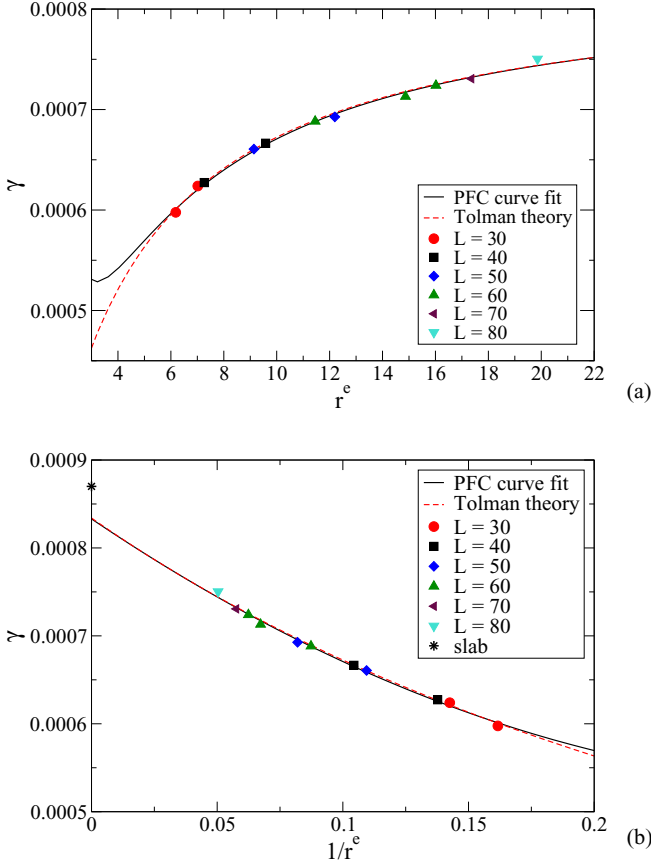 0.0008
0.0007
0.0006
0.0005
γ
PFC curve fit
Tolman theory
L = 30
L = 40
L = 50
L = 60
L = 70
L = 80
4 6 8 10 12 14 16 18 20 22
r^e
(a)
0.0009
0.0008
0.0007
0.0006
0.0005
γ
PFC curve fit
Tolman theory
L = 30
L = 40
L = 50
L = 60
L = 70
L = 80
slab
0 0.05 0.1 0.15 0.2
1/r^e
(b)